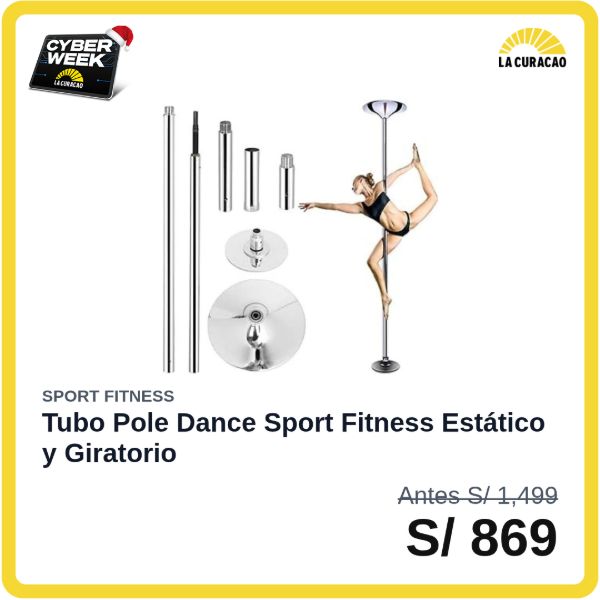 CYBER
WEEK
LA CURACAO
LA CURACAO
SPORT FITNESS
Tubo Pole Dance Sport Fitness Estático
y Giratorio
Antes S/ 1,499
S/ 869